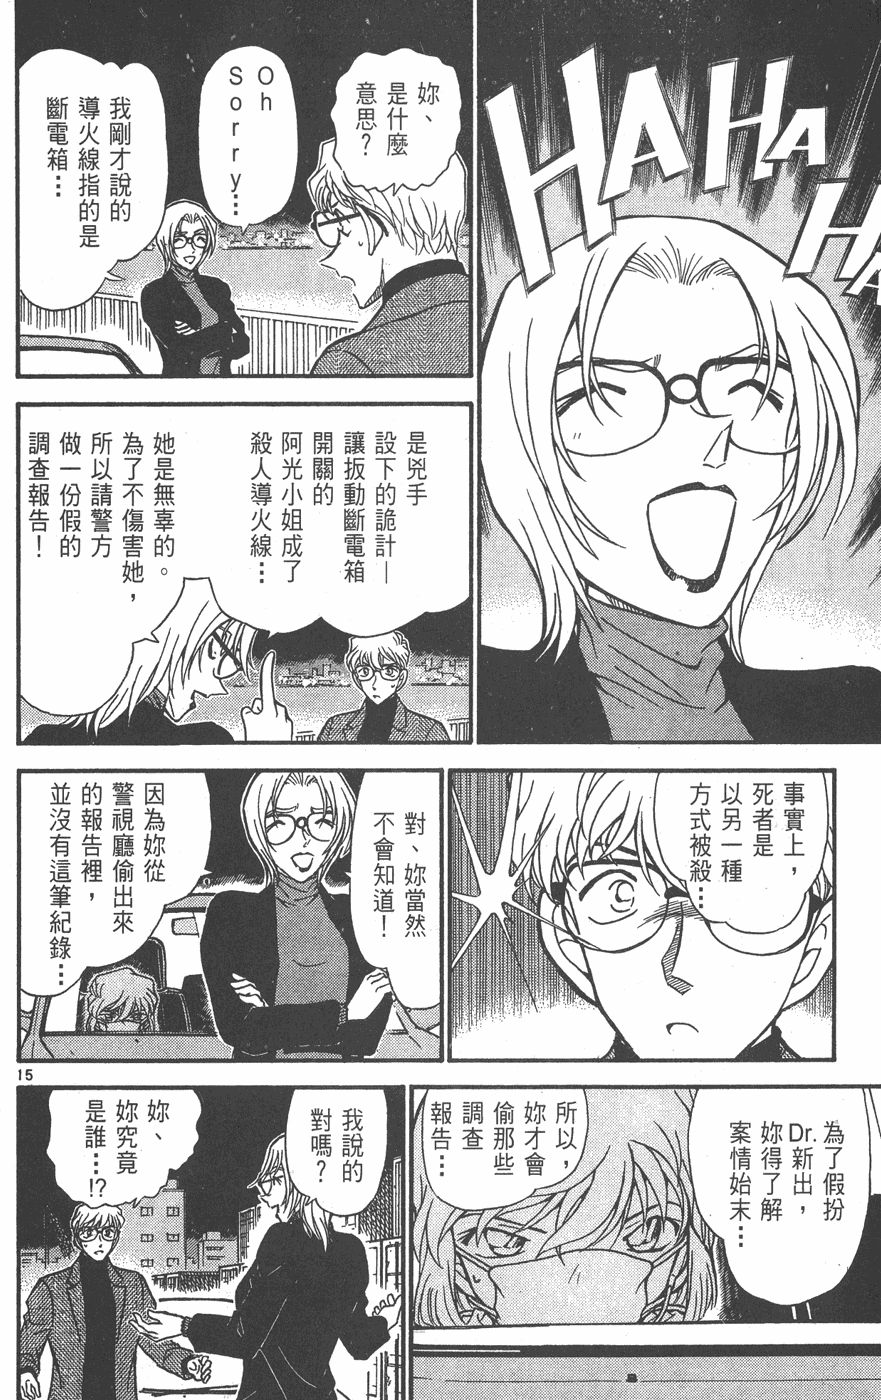 HA HA HA HA HA
妳、
是什麼
意思？
Oh
Sorry…
我剛才說的
導火線指的是
斷電箱…
是兇手
設下的詭計—
讓扳動斷電箱
開關的
阿光小姐成了
殺人導火線…
她是無辜的。
為了不傷害她，
所以請警方
做一份假的
調查報告！
事實上，
死者是
以另一種
方式被殺…
對、妳當然
不會知道！
因為妳從
警視廳偷出來
的報告裡，
並沒有這筆紀錄…
15
為了假扮
Dr.新出，
妳得了解
案情始末…
所以，
妳才會
偷那些
調查
報告…
我說的
對嗎？
妳、
妳究竟
是誰…!?